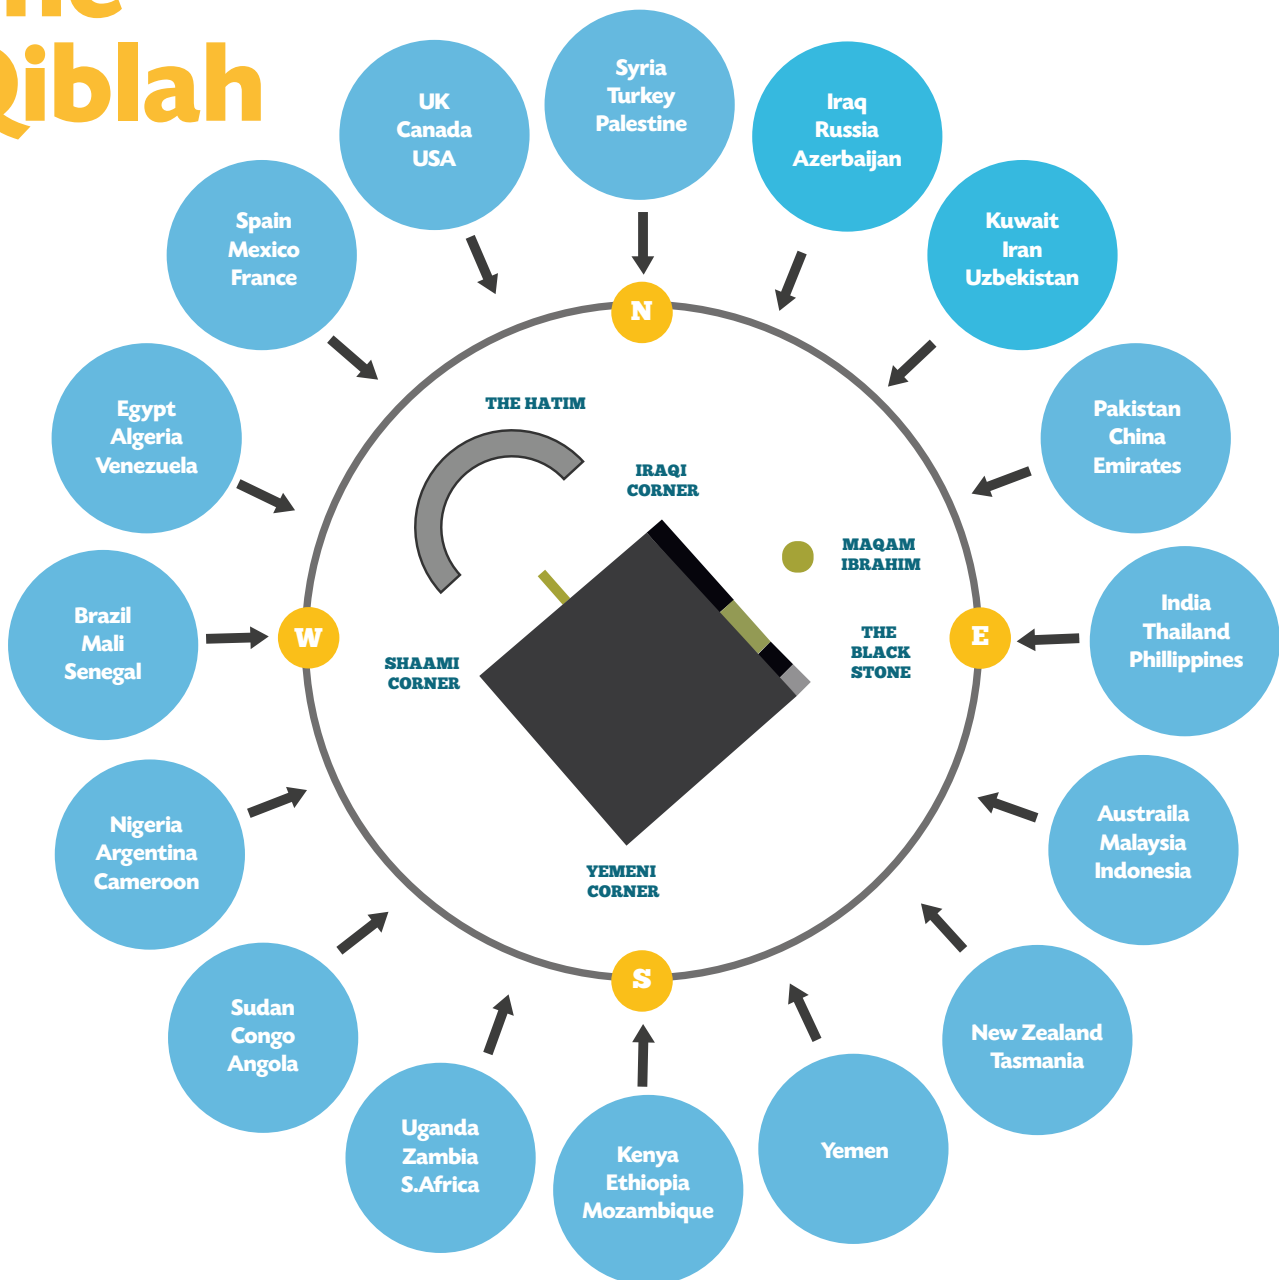 Qiblah
Syria
Turkey
Palestine
UK
Canada
USA
Iraq
Russia
Azerbaijan
Spain
Mexico
France
Kuwait
Iran
Uzbekistan
N
Egypt
Algeria
Venezuela
Pakistan
China
Emirates
THE HATIM
IRAQI
CORNER
MAQAM
IBRAHIM
Brazil
Mali
Senegal
W
SHAAMI
CORNER
THE
BLACK
STONE
E
India
Thailand
Phillippines
Nigeria
Argentina
Cameroon
YEMENI
CORNER
Austraila
Malaysia
Indonesia
S
Sudan
Congo
Angola
New Zealand
Tasmania
Uganda
Zambia
S.Africa
Kenya
Ethiopia
Mozambique
Yemen